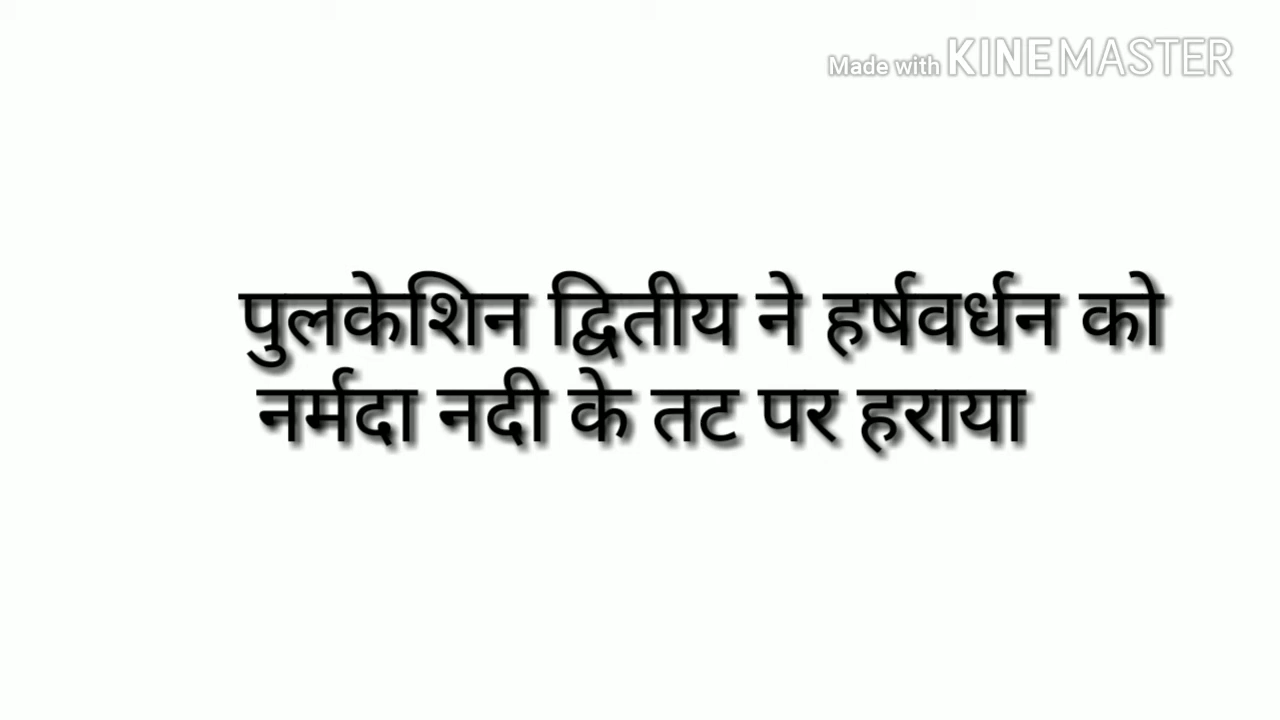 Made with KINEMASTER
पुलकेशिन द्वितीय ने हर्षवर्धन को
नर्मदा नदी के तट पर हराया